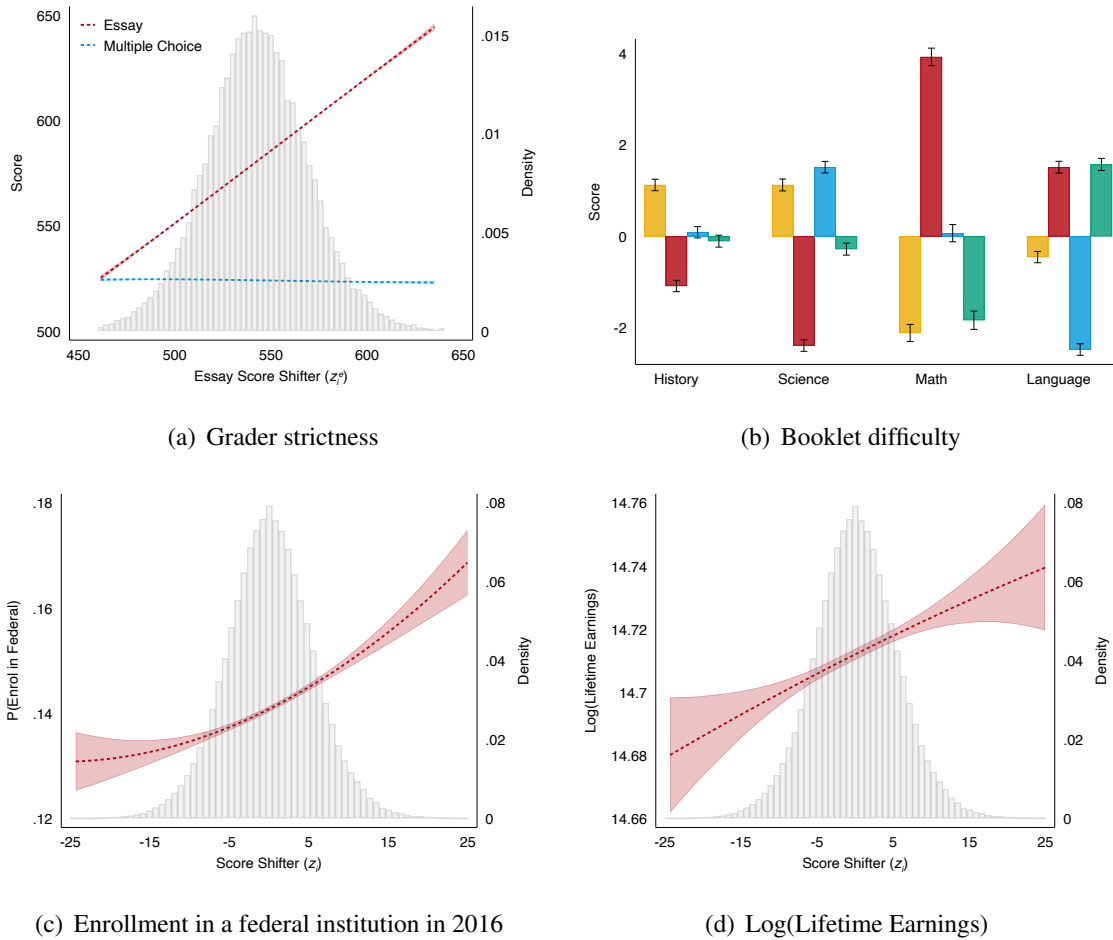 650
600
550
500
Score
Essay
Multiple Choice
.015
.01
.005
0
Density
450 500 550 600 650
Essay Score Shifter (z_i^e)
(a) Grader strictness
4
2
0
-2
Score
History Science Math Language
(b) Booklet difficulty
.18
.16
.14
.12
P(Enrol in Federal)
.08
.06
.04
.02
0
Density
-25 -15 -5 5 15 25
Score Shifter (z_i)
(c) Enrollment in a federal institution in 2016
14.76
14.74
14.72
14.7
14.68
14.66
Log(Lifetime Earnings)
.08
.06
.04
.02
0
Density
-25 -15 -5 5 15 25
Score Shifter (z_i)
(d) Log(Lifetime Earnings)